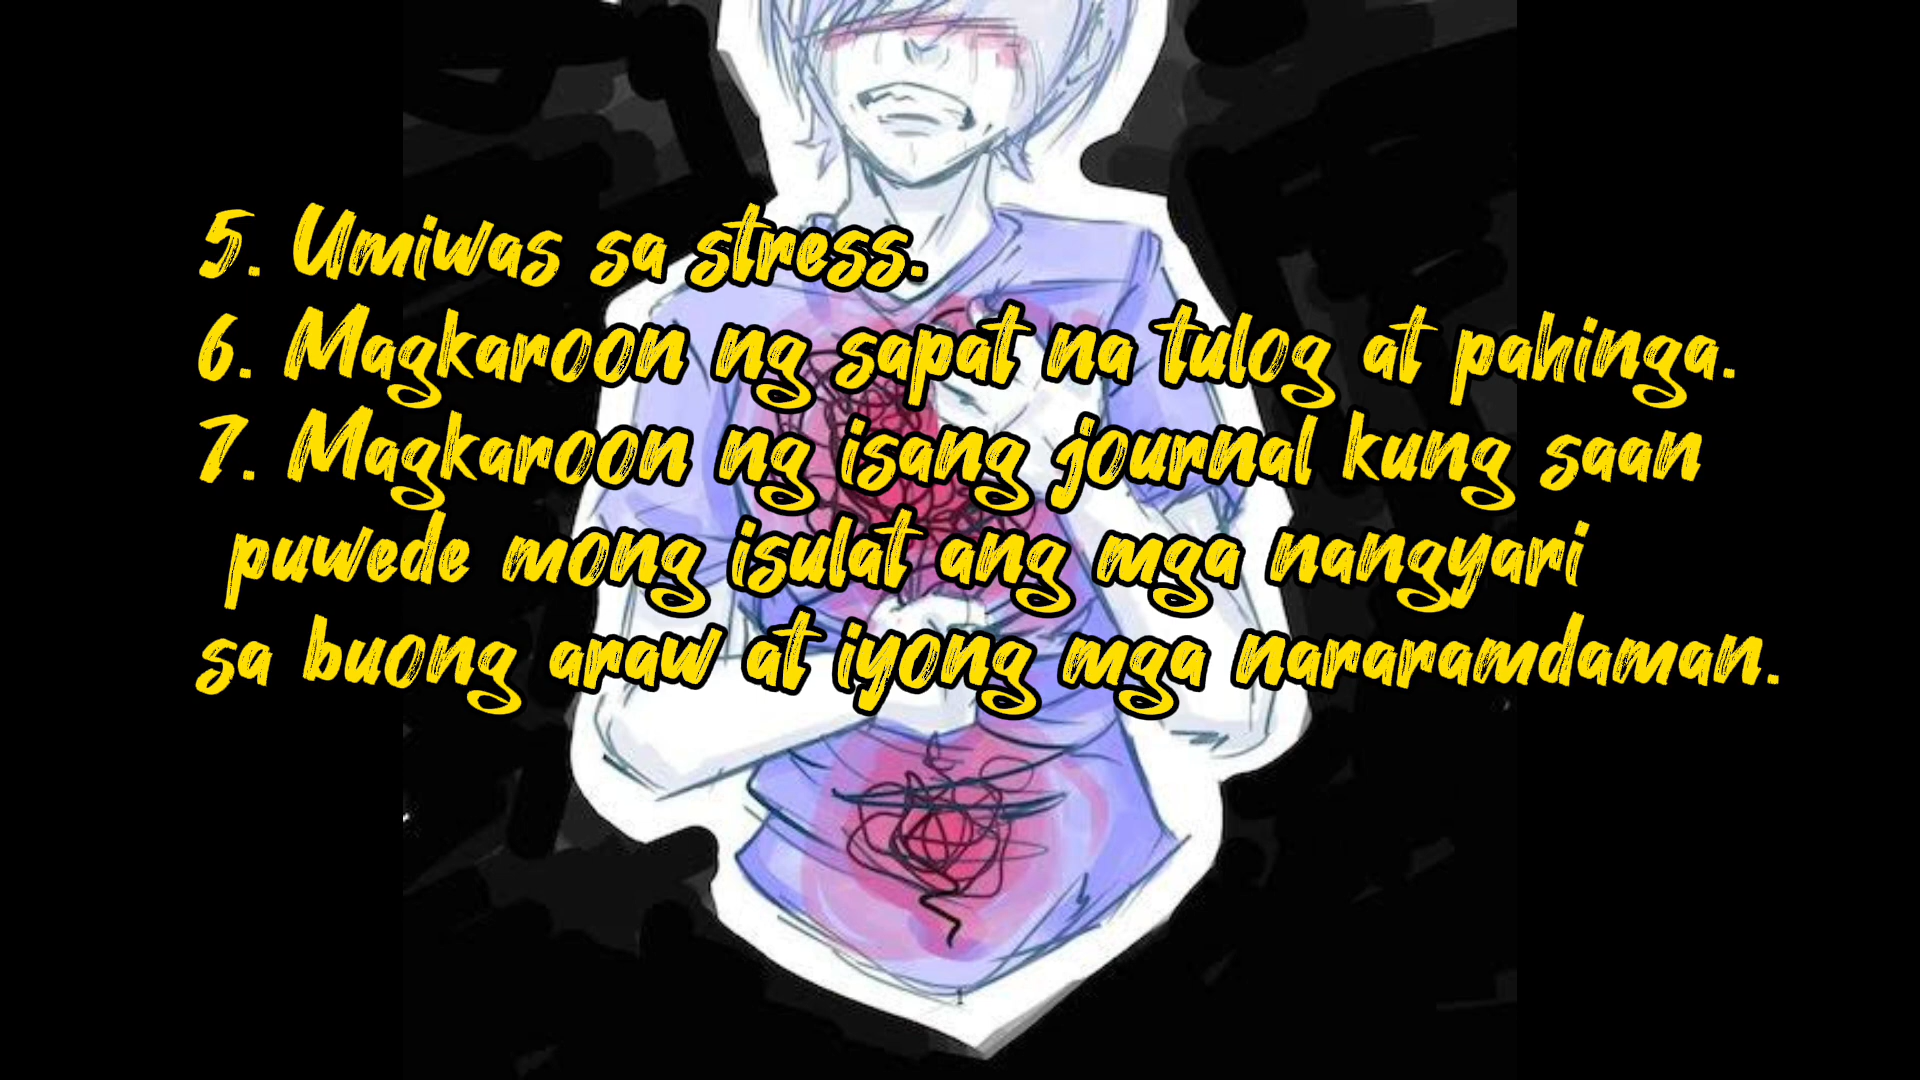 5. Umiwas sa stress.
6. Magkaroon ng sapat na tulog at pahinga.
7. Magkaroon ng isang journal kung saan
puwede mong isulat ang mga nangyari
sa buong araw at iyong mga nararamdaman.